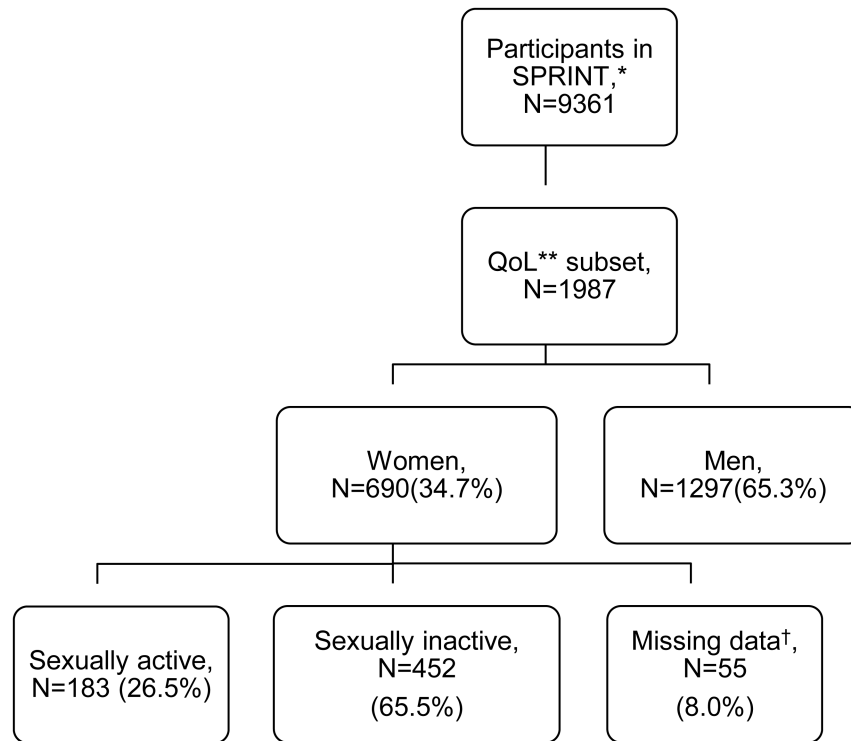 Participants in
SPRINT,*
N=9361
QoL** subset,
N=1987
Women,
N=690(34.7%)
Men,
N=1297(65.3%)
Sexually active,
N=183 (26.5%)
Sexually inactive,
N=452
(65.5%)
Missing data†,
N=55
(8.0%)